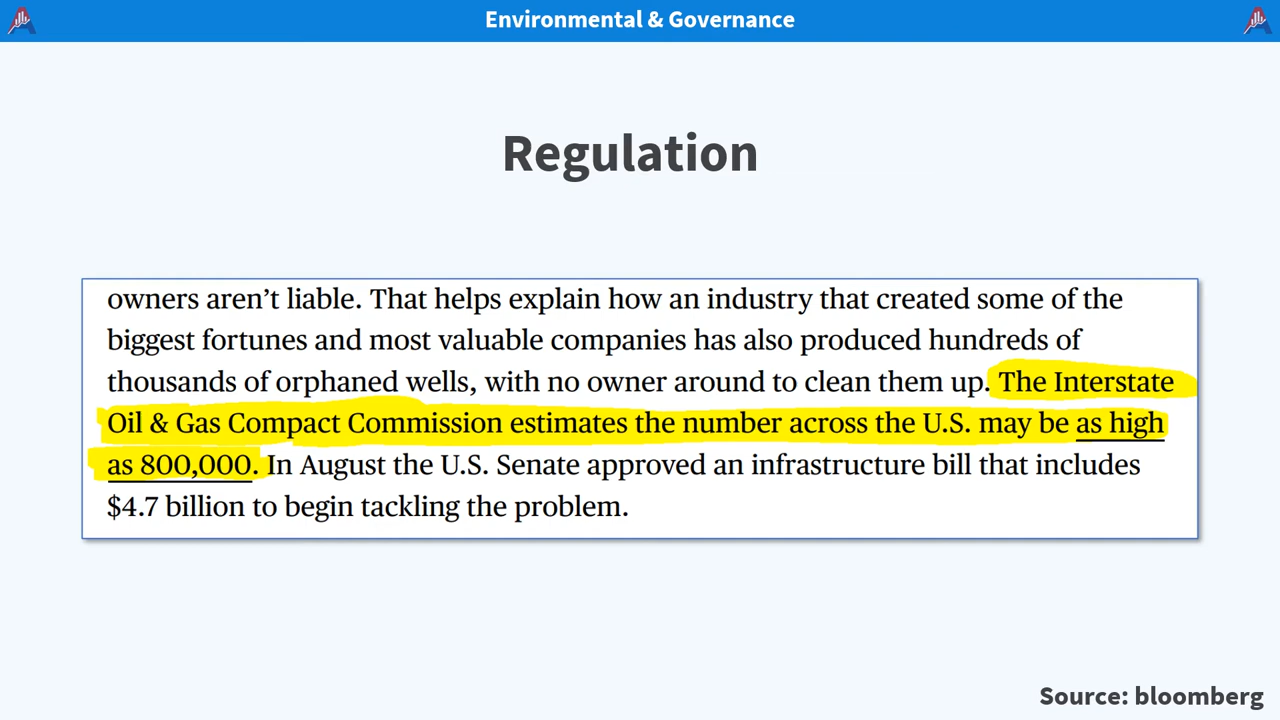 Environmental & Governance
Regulation
owners aren’t liable. That helps explain how an industry that created some of the
biggest fortunes and most valuable companies has also produced hundreds of
thousands of orphaned wells, with no owner around to clean them up. The Interstate
Oil & Gas Compact Commission estimates the number across the U.S. may be as high
as 800,000. In August the U.S. Senate approved an infrastructure bill that includes
$4.7 billion to begin tackling the problem.
Source: bloomberg